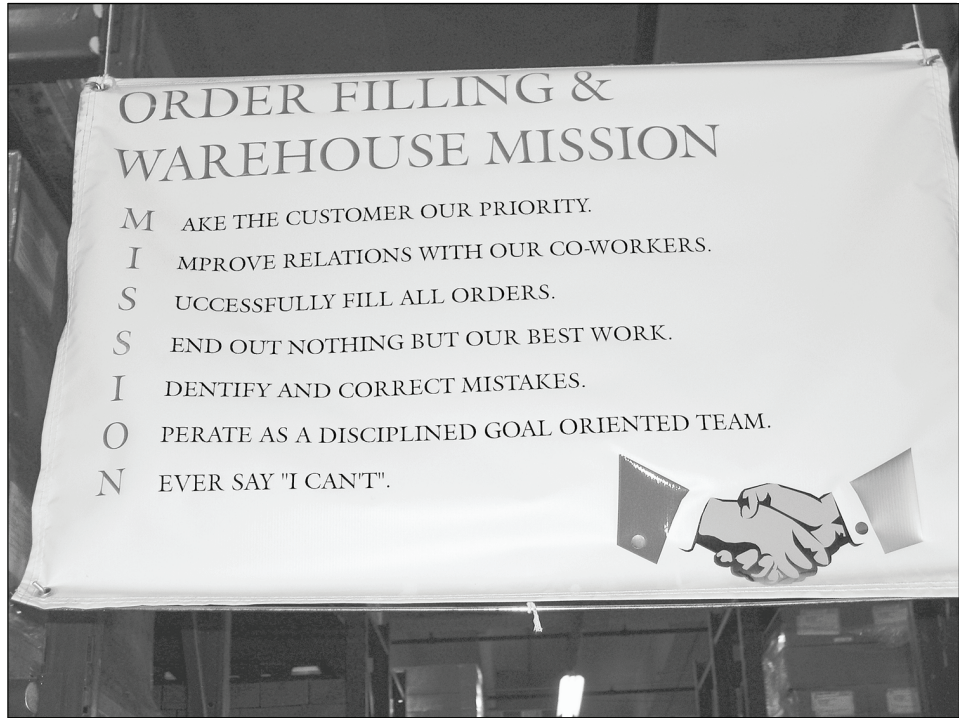 ORDER FILLING &
WAREHOUSE MISSION
M AKE THE CUSTOMER OUR PRIORITY.
I MPROVE RELATIONS WITH OUR CO-WORKERS.
S UCCESSFULLY FILL ALL ORDERS.
S END OUT NOTHING BUT OUR BEST WORK.
I DENTIFY AND CORRECT MISTAKES.
O PERATE AS A DISCIPLINED GOAL ORIENTED TEAM.
N EVER SAY "I CAN'T".